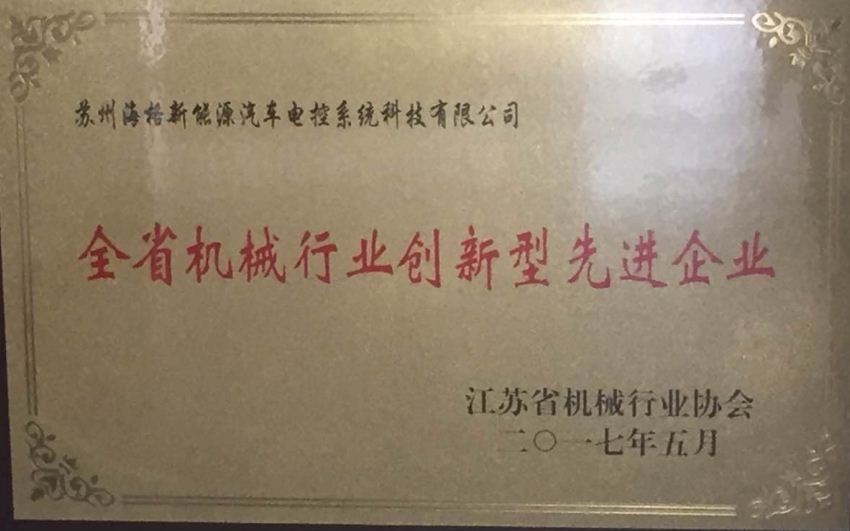 苏州海格新能源汽车电控系统科技有限公司
全省机械行业创新型先进企业
江苏省机械行业协会
二〇一七年五月